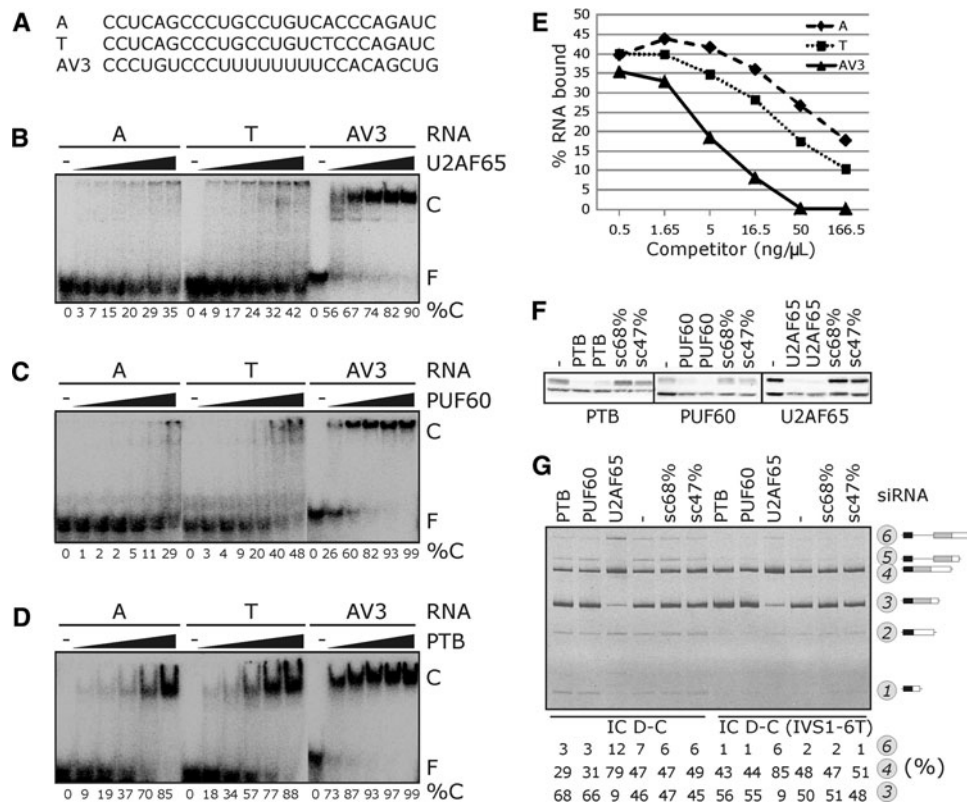 A
A CCUCAGCCCUGCCUGUCACCCAGAUC
T CCUCAGCCCUGCCUGUCTCCCAGAUC
AV3 CCCUGUCCCUUUUUUUUCCACAGCUG
B
A T AV3 RNA
- - - U2AF65
C
F
0 3 7 15 20 29 35 0 4 9 17 24 32 42 0 56 67 74 82 90 %C
C
A T AV3 RNA
- - - PUF60
C
F
0 1 2 2 5 11 29 0 3 4 9 20 40 48 0 26 60 82 93 99 %C
D
A T AV3 RNA
- - - PTB
C
F
0 9 19 37 70 85 0 18 34 57 77 88 0 73 87 93 97 99 %C
E
A
T
AV3
% RNA bound
50
45
40
35
30
25
20
15
10
5
0
0.5 1.65 5 16.5 50 166.5
Competitor (ng/µL)
F
- PTB PTB sc68% sc47% - PUF60 PUF60 sc68% sc47% - U2AF65 U2AF65 sc68% sc47%
PTB PUF60 U2AF65
G
PTB PUF60 U2AF65 - sc68% sc47% PTB PUF60 U2AF65 - sc68% sc47% siRNA
6
5
4
3
2
1
IC D-C IC D-C (IVS1-6T)
3 3 12 7 6 6 1 1 6 2 2 1 6
29 31 79 47 47 49 43 44 85 48 47 51 4 (%)
68 66 9 46 47 45 56 55 9 50 51 48 3